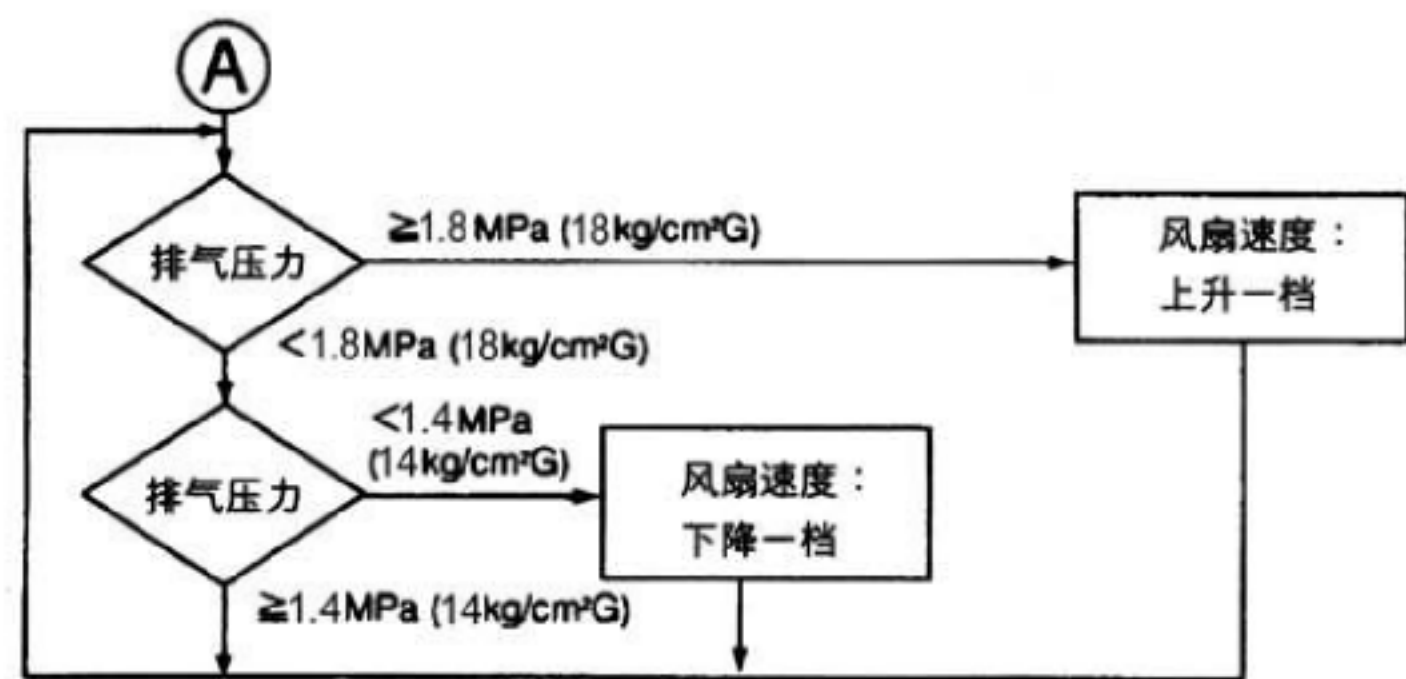 A
排气压力
≧1.8MPa (18kg/cm²G)
风扇速度：
上升一档
<1.8MPa (18kg/cm²G)
排气压力
<1.4MPa
(14kg/cm²G)
风扇速度：
下降一档
≧1.4MPa (14kg/cm²G)